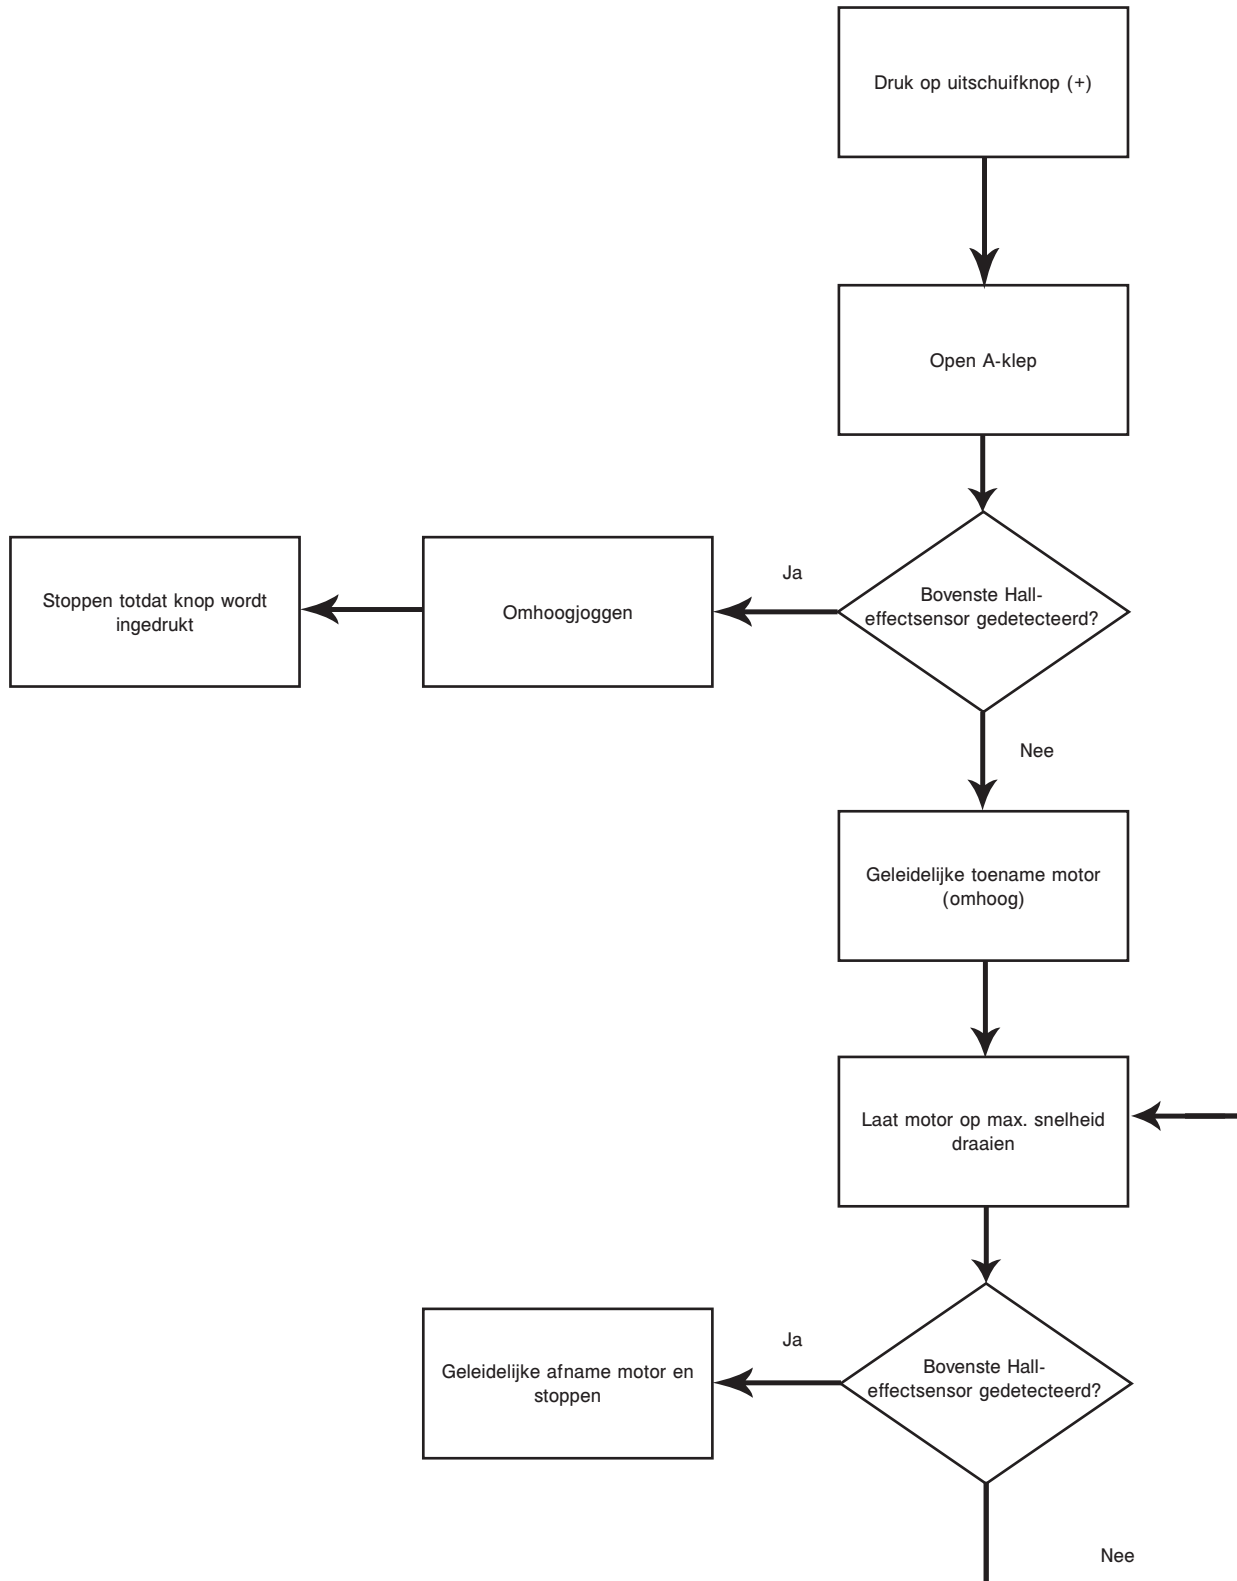 Druk op uitschuifknop (+)
Open A-klep
Bovenste Hall-
effectsensor gedetecteerd?
Ja
Omhoogjoggen
Stoppen totdat knop wordt
ingedrukt
Nee
Geleidelijke toename motor
(omhoog)
Laat motor op max. snelheid
draaien
Bovenste Hall-
effectsensor gedetecteerd?
Ja
Geleidelijke afname motor en
stoppen
Nee